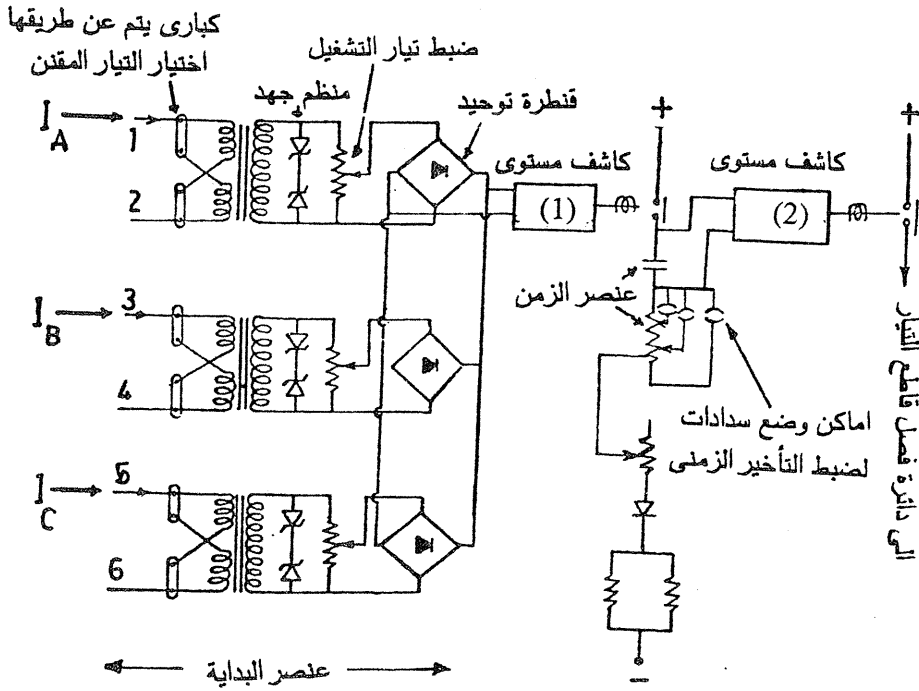 كبارى يتم عن طريقها
اختيار التيار المقنن
ضبط تيار التشغيل
منظم جهد
قنطرة توحيد
كاشف مستوى
(1)
كاشف مستوى
(2)
+
+
I
A
1
2
I
B
3
4
I
C
5
6
عنصر الزمن
اماكن وضع سدادات
لضبط التأخير الزمنى
الى دائرة فصل قاطع التيار
عنصر البداية
-